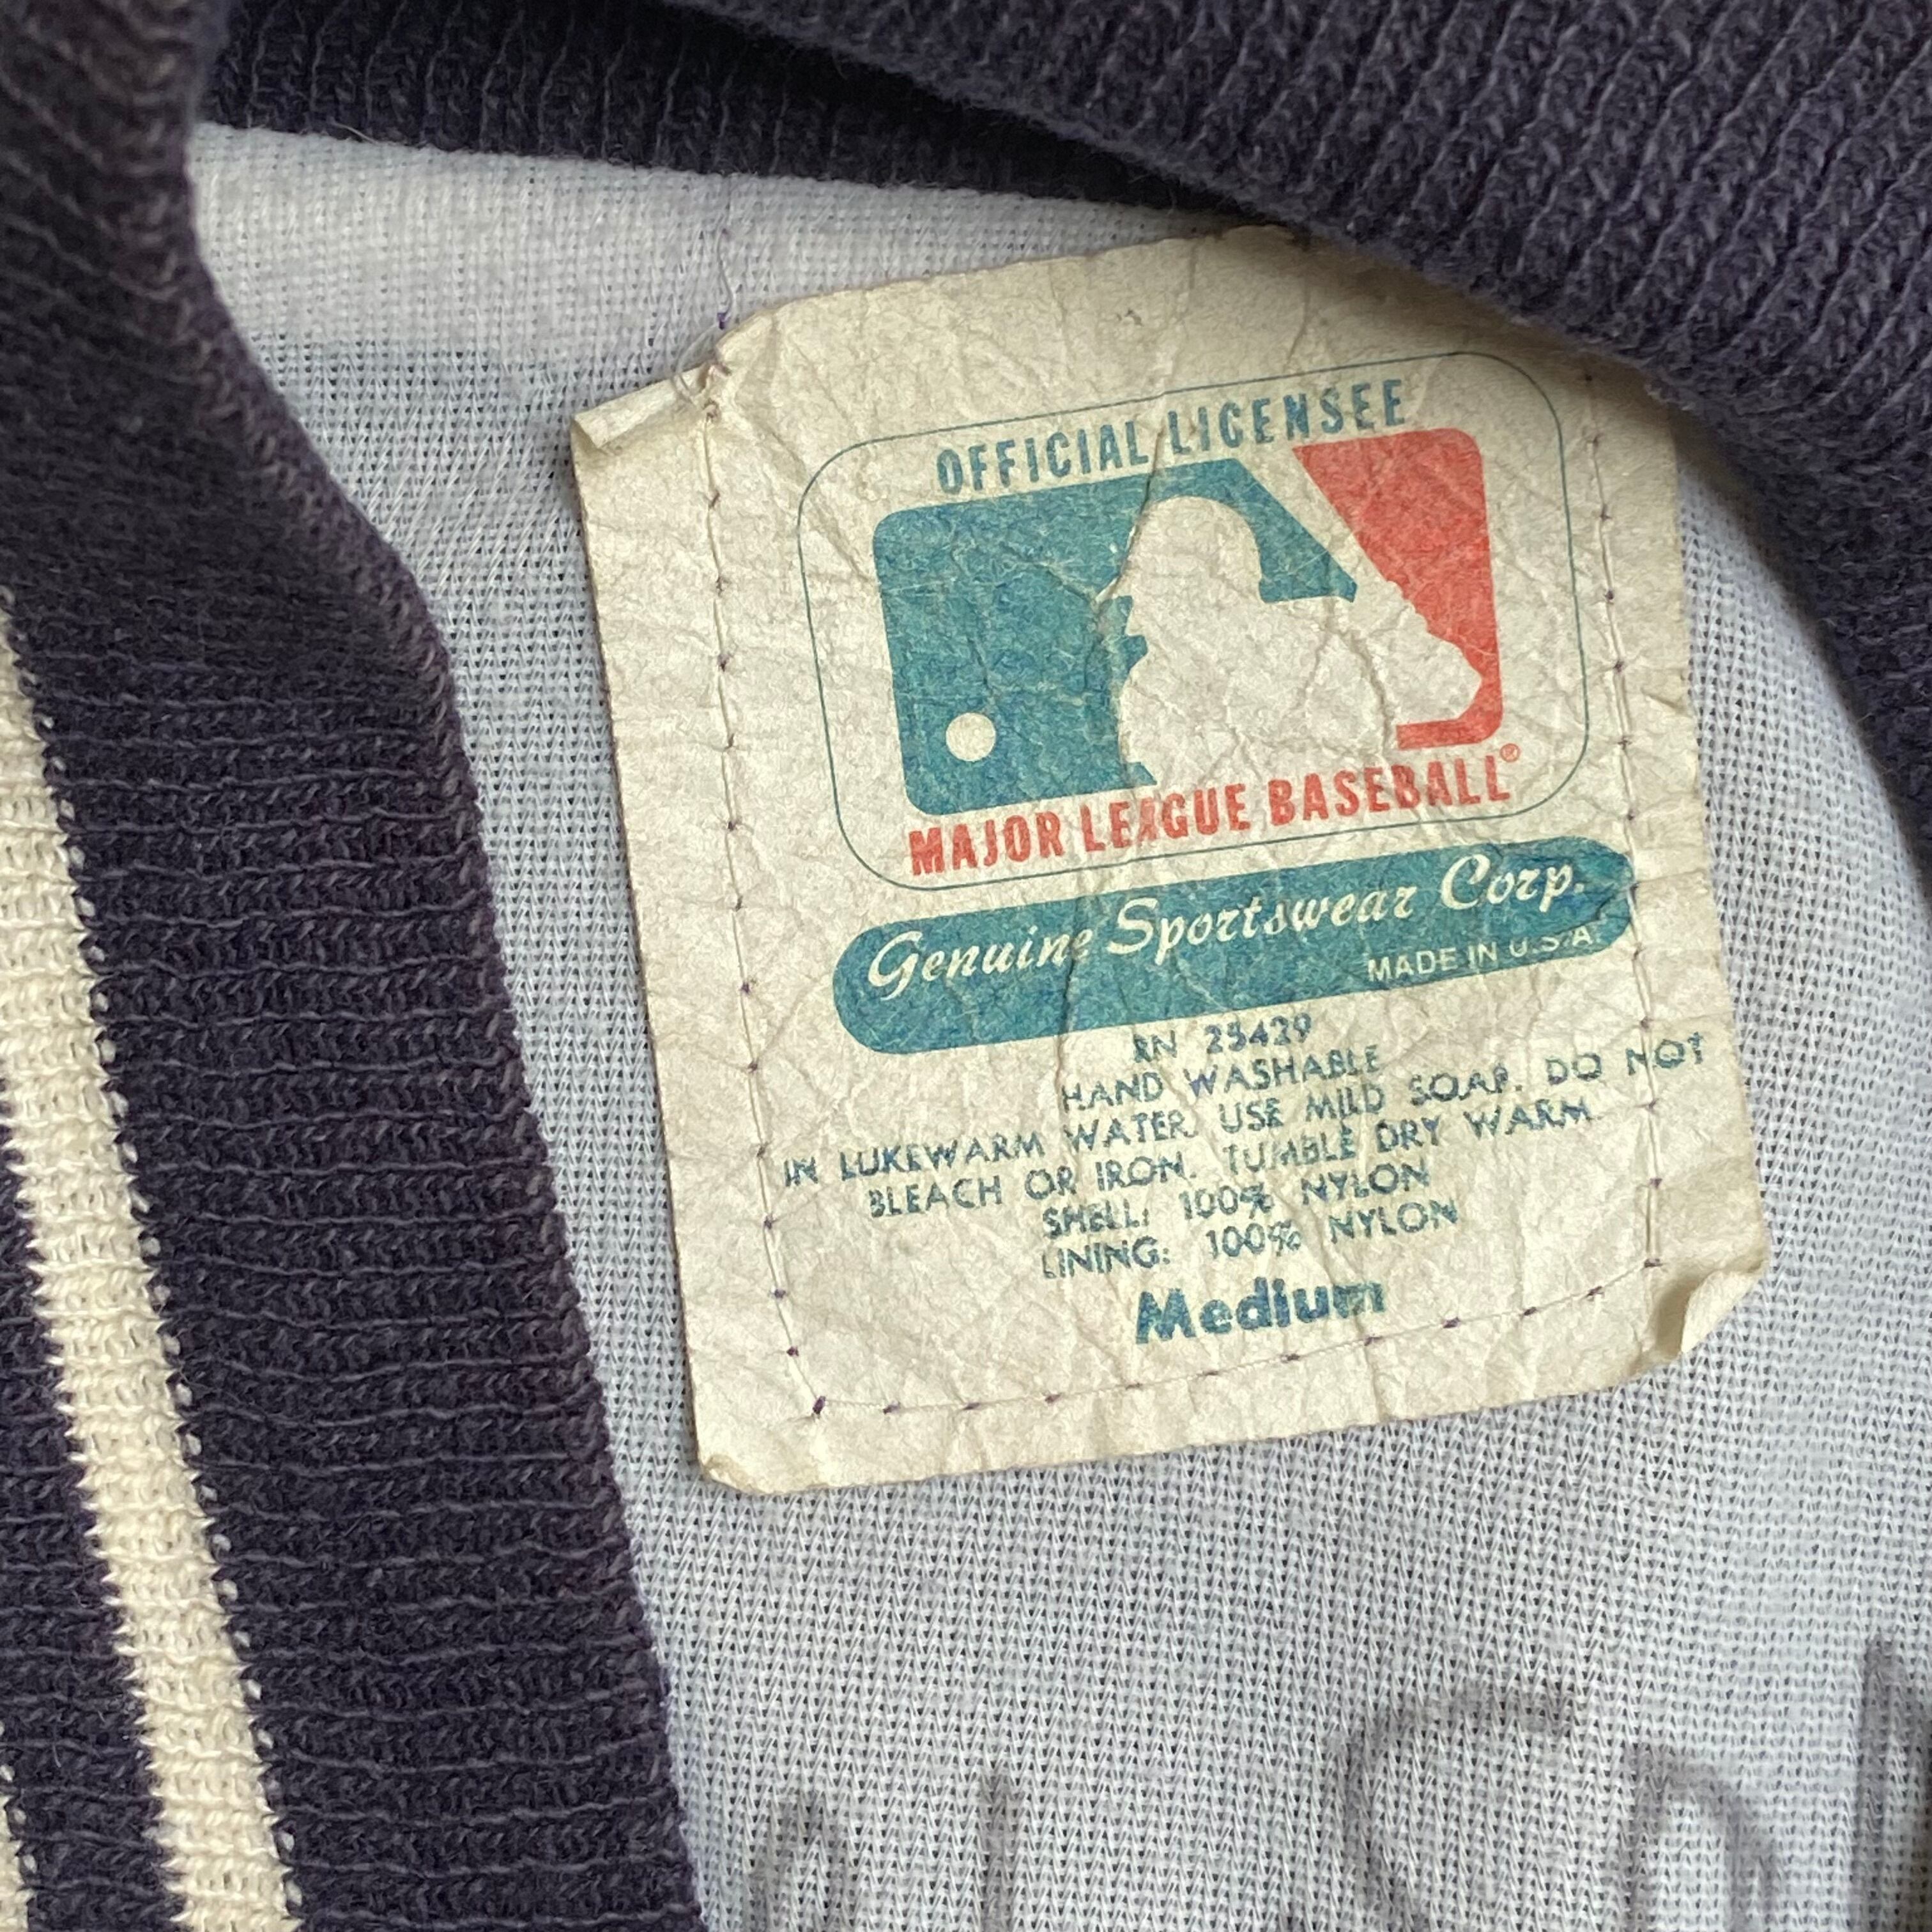 OFFICIAL LICENSEE
MAJOR LEAGUE BASEBALL®
Genuine Sportswear Corp.
MADE IN U.S.A.
RN 25429
HAND WASHABLE
IN LUKEWARM WATER. USE MILD SOAP. DO NOT
BLEACH OR IRON. TUMBLE DRY WARM.
SHELL: 100% NYLON
LINING: 100% NYLON
Medium